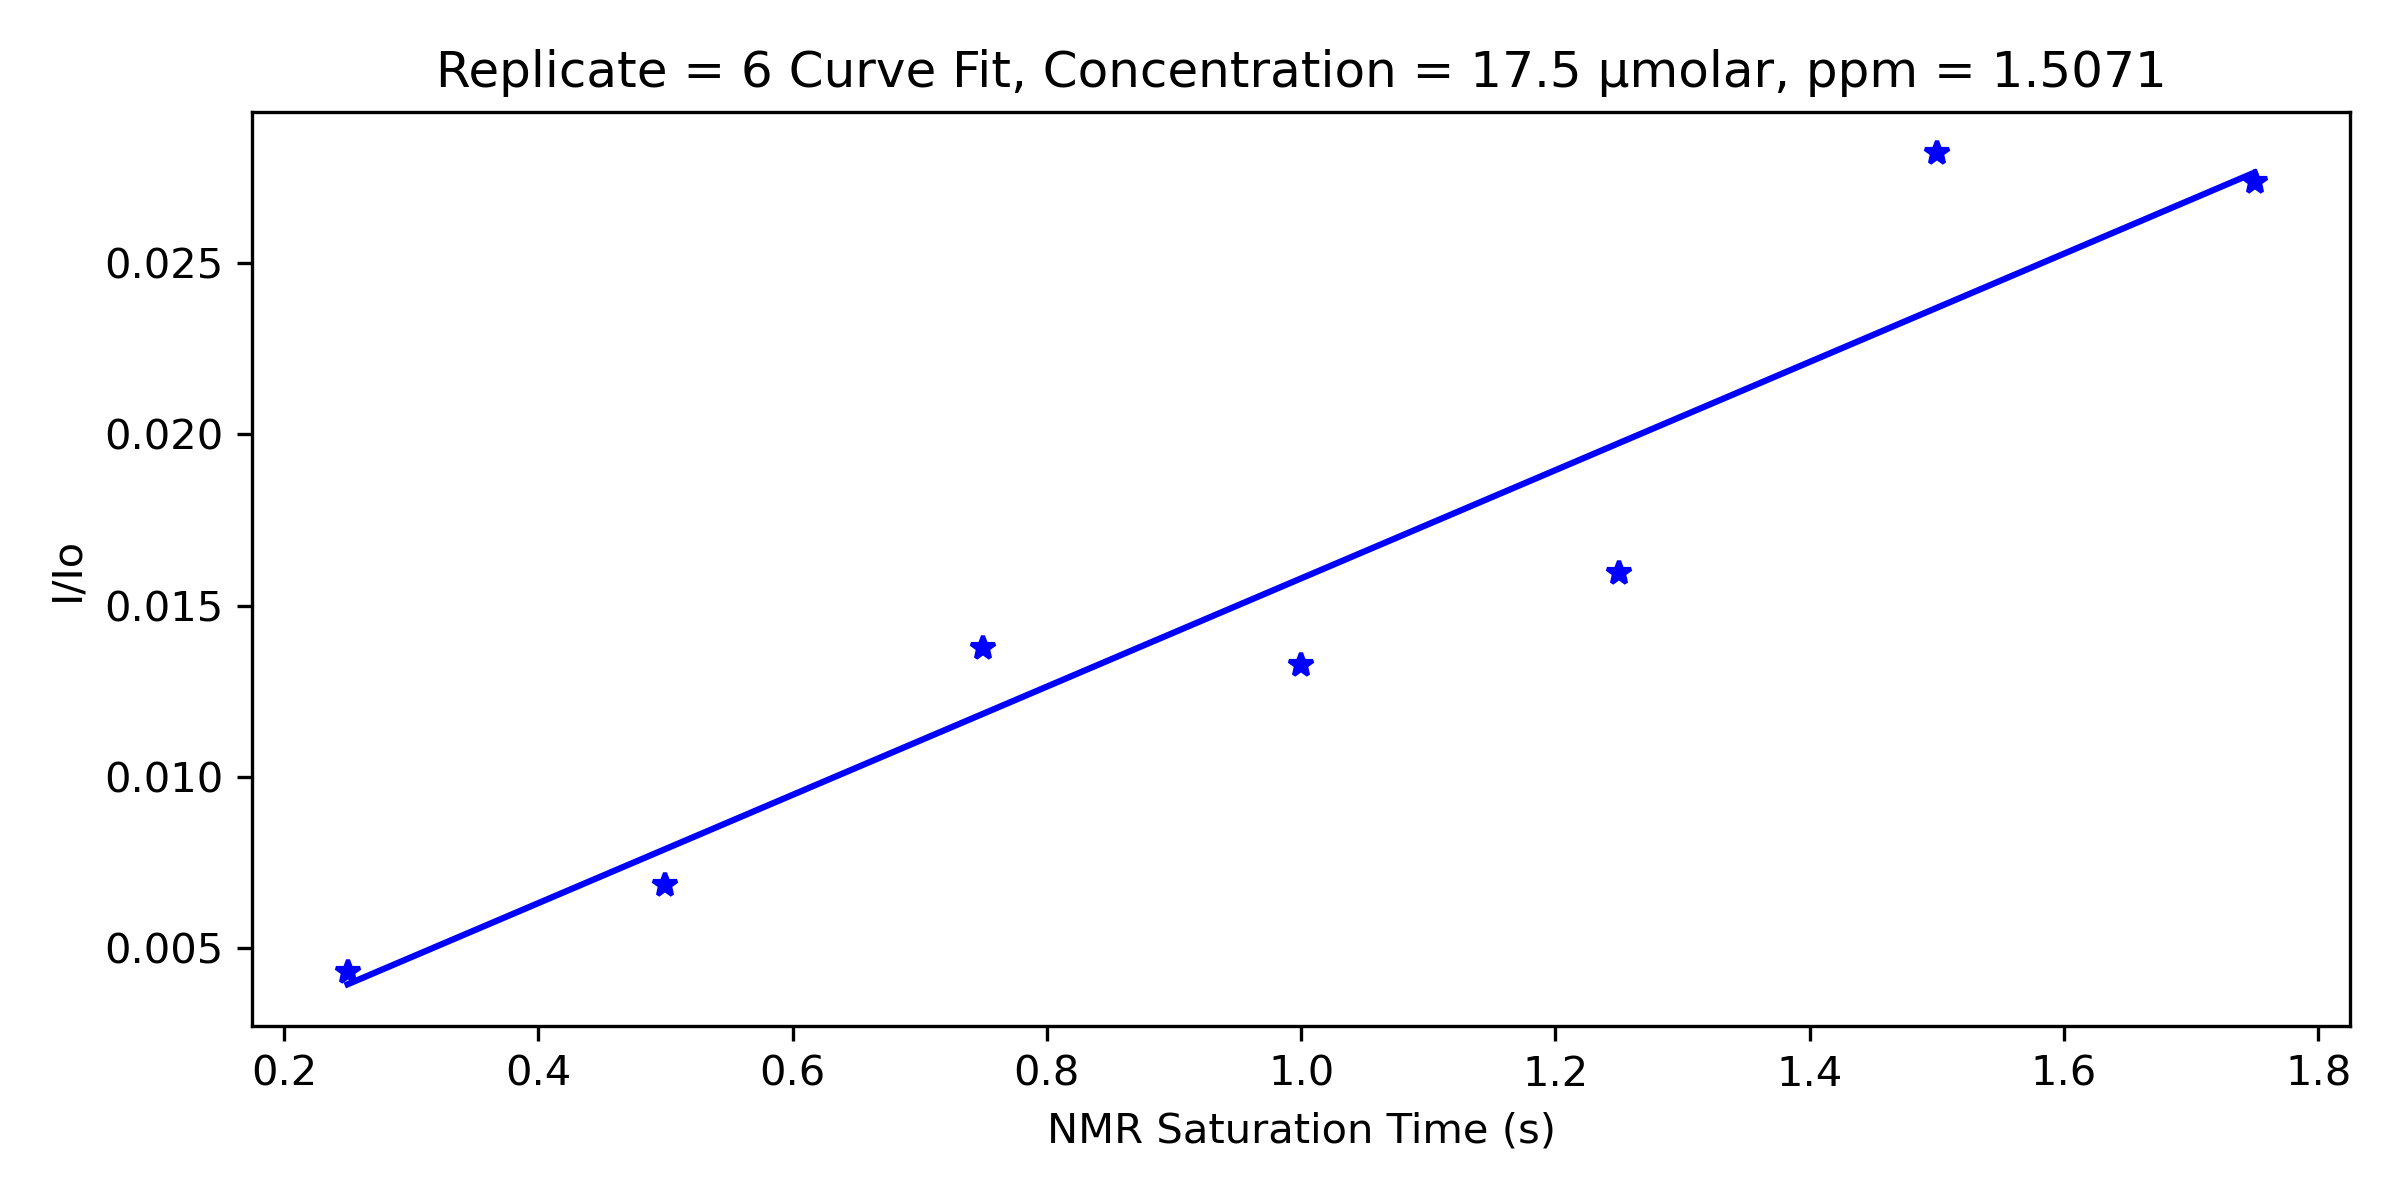 Replicate = 6 Curve Fit, Concentration = 17.5 µmolar, ppm = 1.5071
0.025
0.020
0.015
0.010
0.005
I/Io
0.2 0.4 0.6 0.8 1.0 1.2 1.4 1.6 1.8
NMR Saturation Time (s)